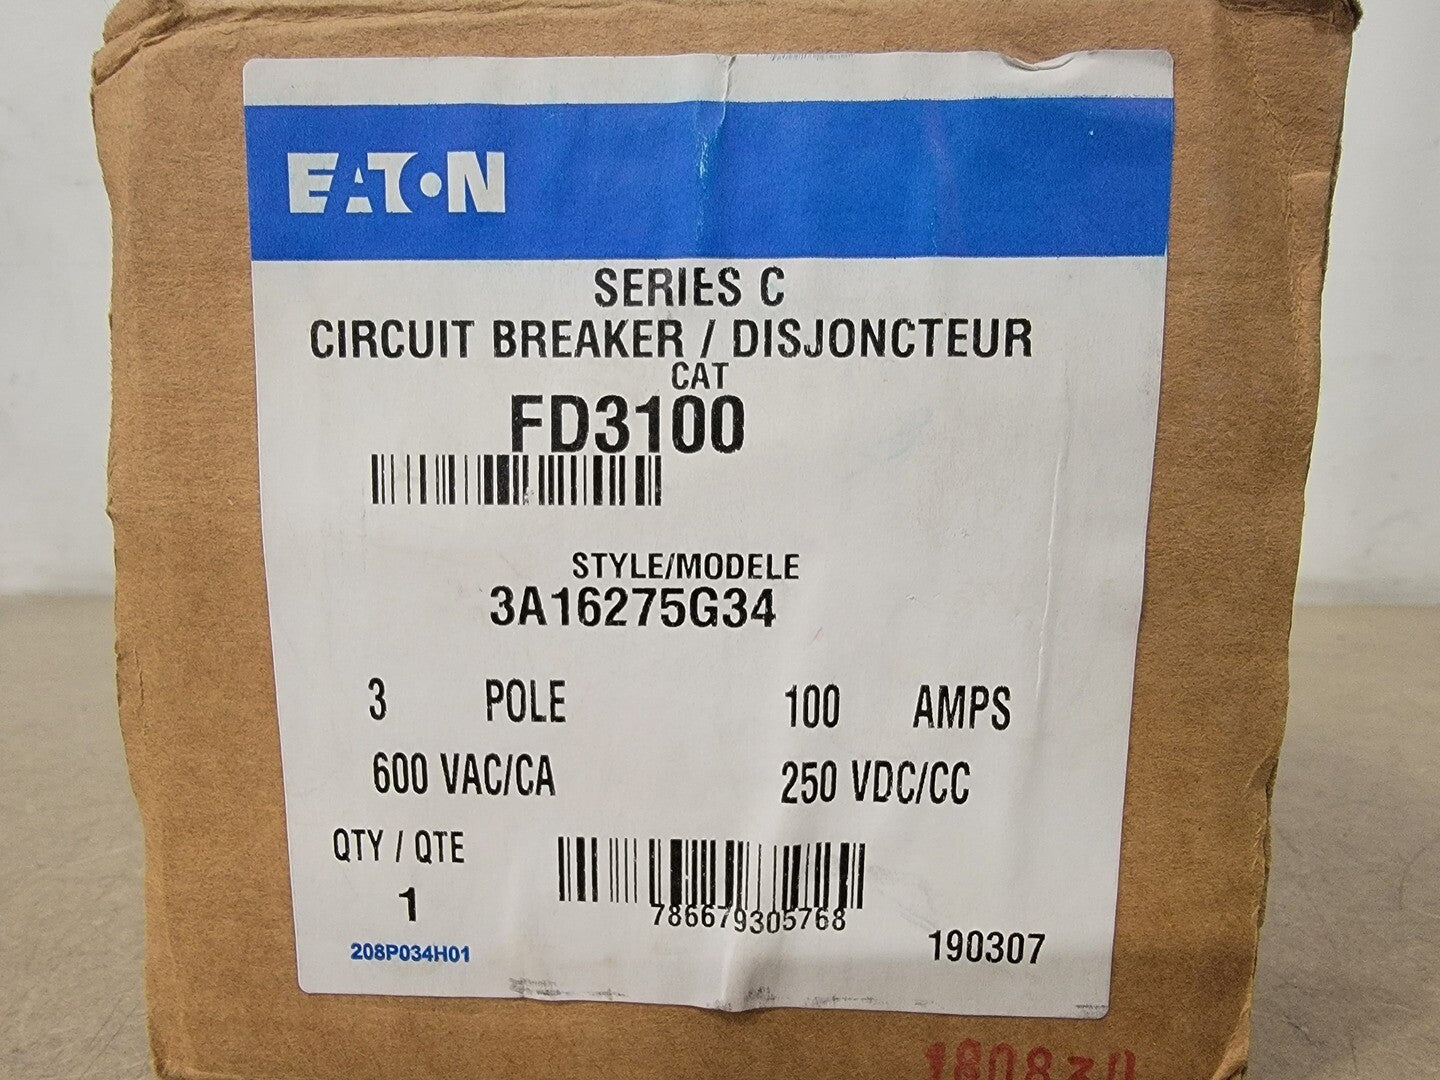 EATON
SERIES C
CIRCUIT BREAKER / DISJONCTEUR
CAT
FD3100
STYLE/MODELE
3A16275G34
3 POLE 100 AMPS
600 VAC/CA 250 VDC/CC
QTY / QTE
1
786679305768
208P034H01
190307